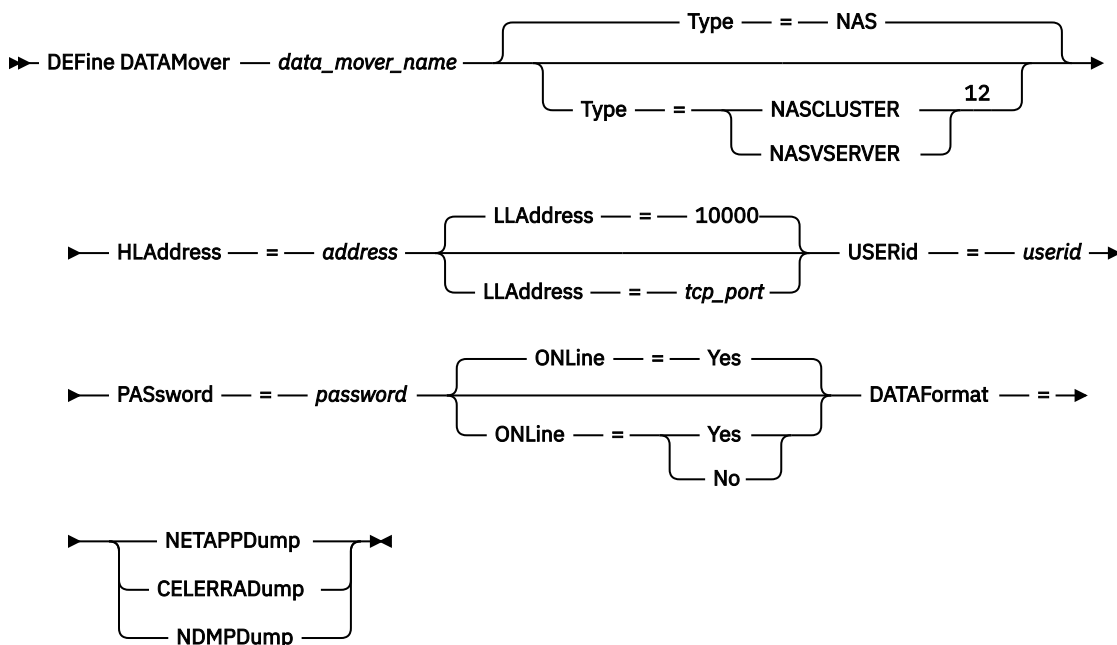 Type = NAS
DEFine DATAMover data_mover_name
Type = NASCLUSTER 12
NASVSERVER
LLAddress = 10000
HLAddress = address USERid = userid
LLAddress = tcp_port
ONLine = Yes
PASsword = password DATAFormat =
ONLine = Yes
No
NETAPPDump
CELERRADump
NDMPDump